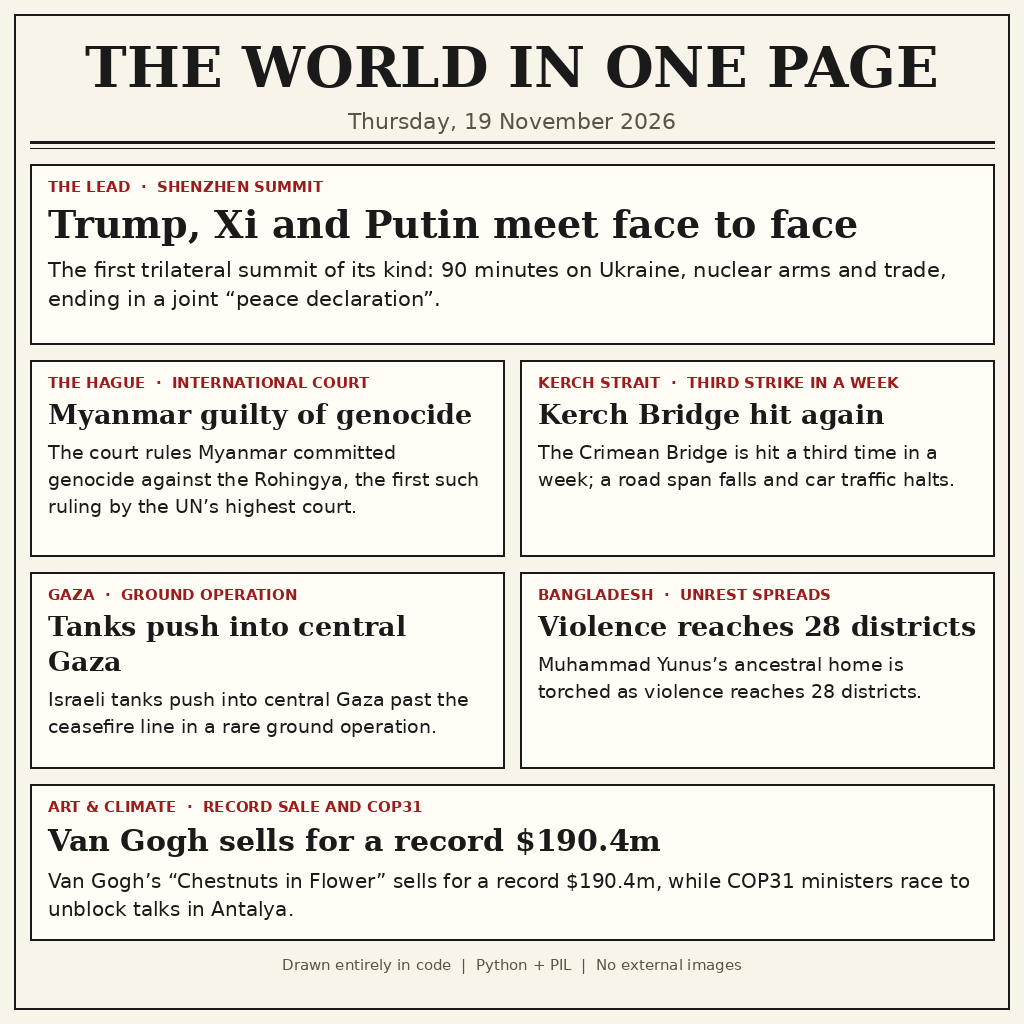 THE WORLD IN ONE PAGE
Thursday, 19 November 2026
THE LEAD · SHENZHEN SUMMIT
Trump, Xi and Putin meet face to face
The first trilateral summit of its kind: 90 minutes on Ukraine, nuclear arms and trade,
ending in a joint “peace declaration”.
THE HAGUE · INTERNATIONAL COURT
Myanmar guilty of genocide
The court rules Myanmar committed
genocide against the Rohingya, the first such
ruling by the UN’s highest court.
KERCH STRAIT · THIRD STRIKE IN A WEEK
Kerch Bridge hit again
The Crimean Bridge is hit a third time in a
week; a road span falls and car traffic halts.
GAZA · GROUND OPERATION
Tanks push into central
Gaza
Israeli tanks push into central Gaza past the
ceasefire line in a rare ground operation.
BANGLADESH · UNREST SPREADS
Violence reaches 28 districts
Muhammad Yunus’s ancestral home is
torched as violence reaches 28 districts.
ART & CLIMATE · RECORD SALE AND COP31
Van Gogh sells for a record $190.4m
Van Gogh’s “Chestnuts in Flower” sells for a record $190.4m, while COP31 ministers race to
unblock talks in Antalya.
Drawn entirely in code | Python + PIL | No external images